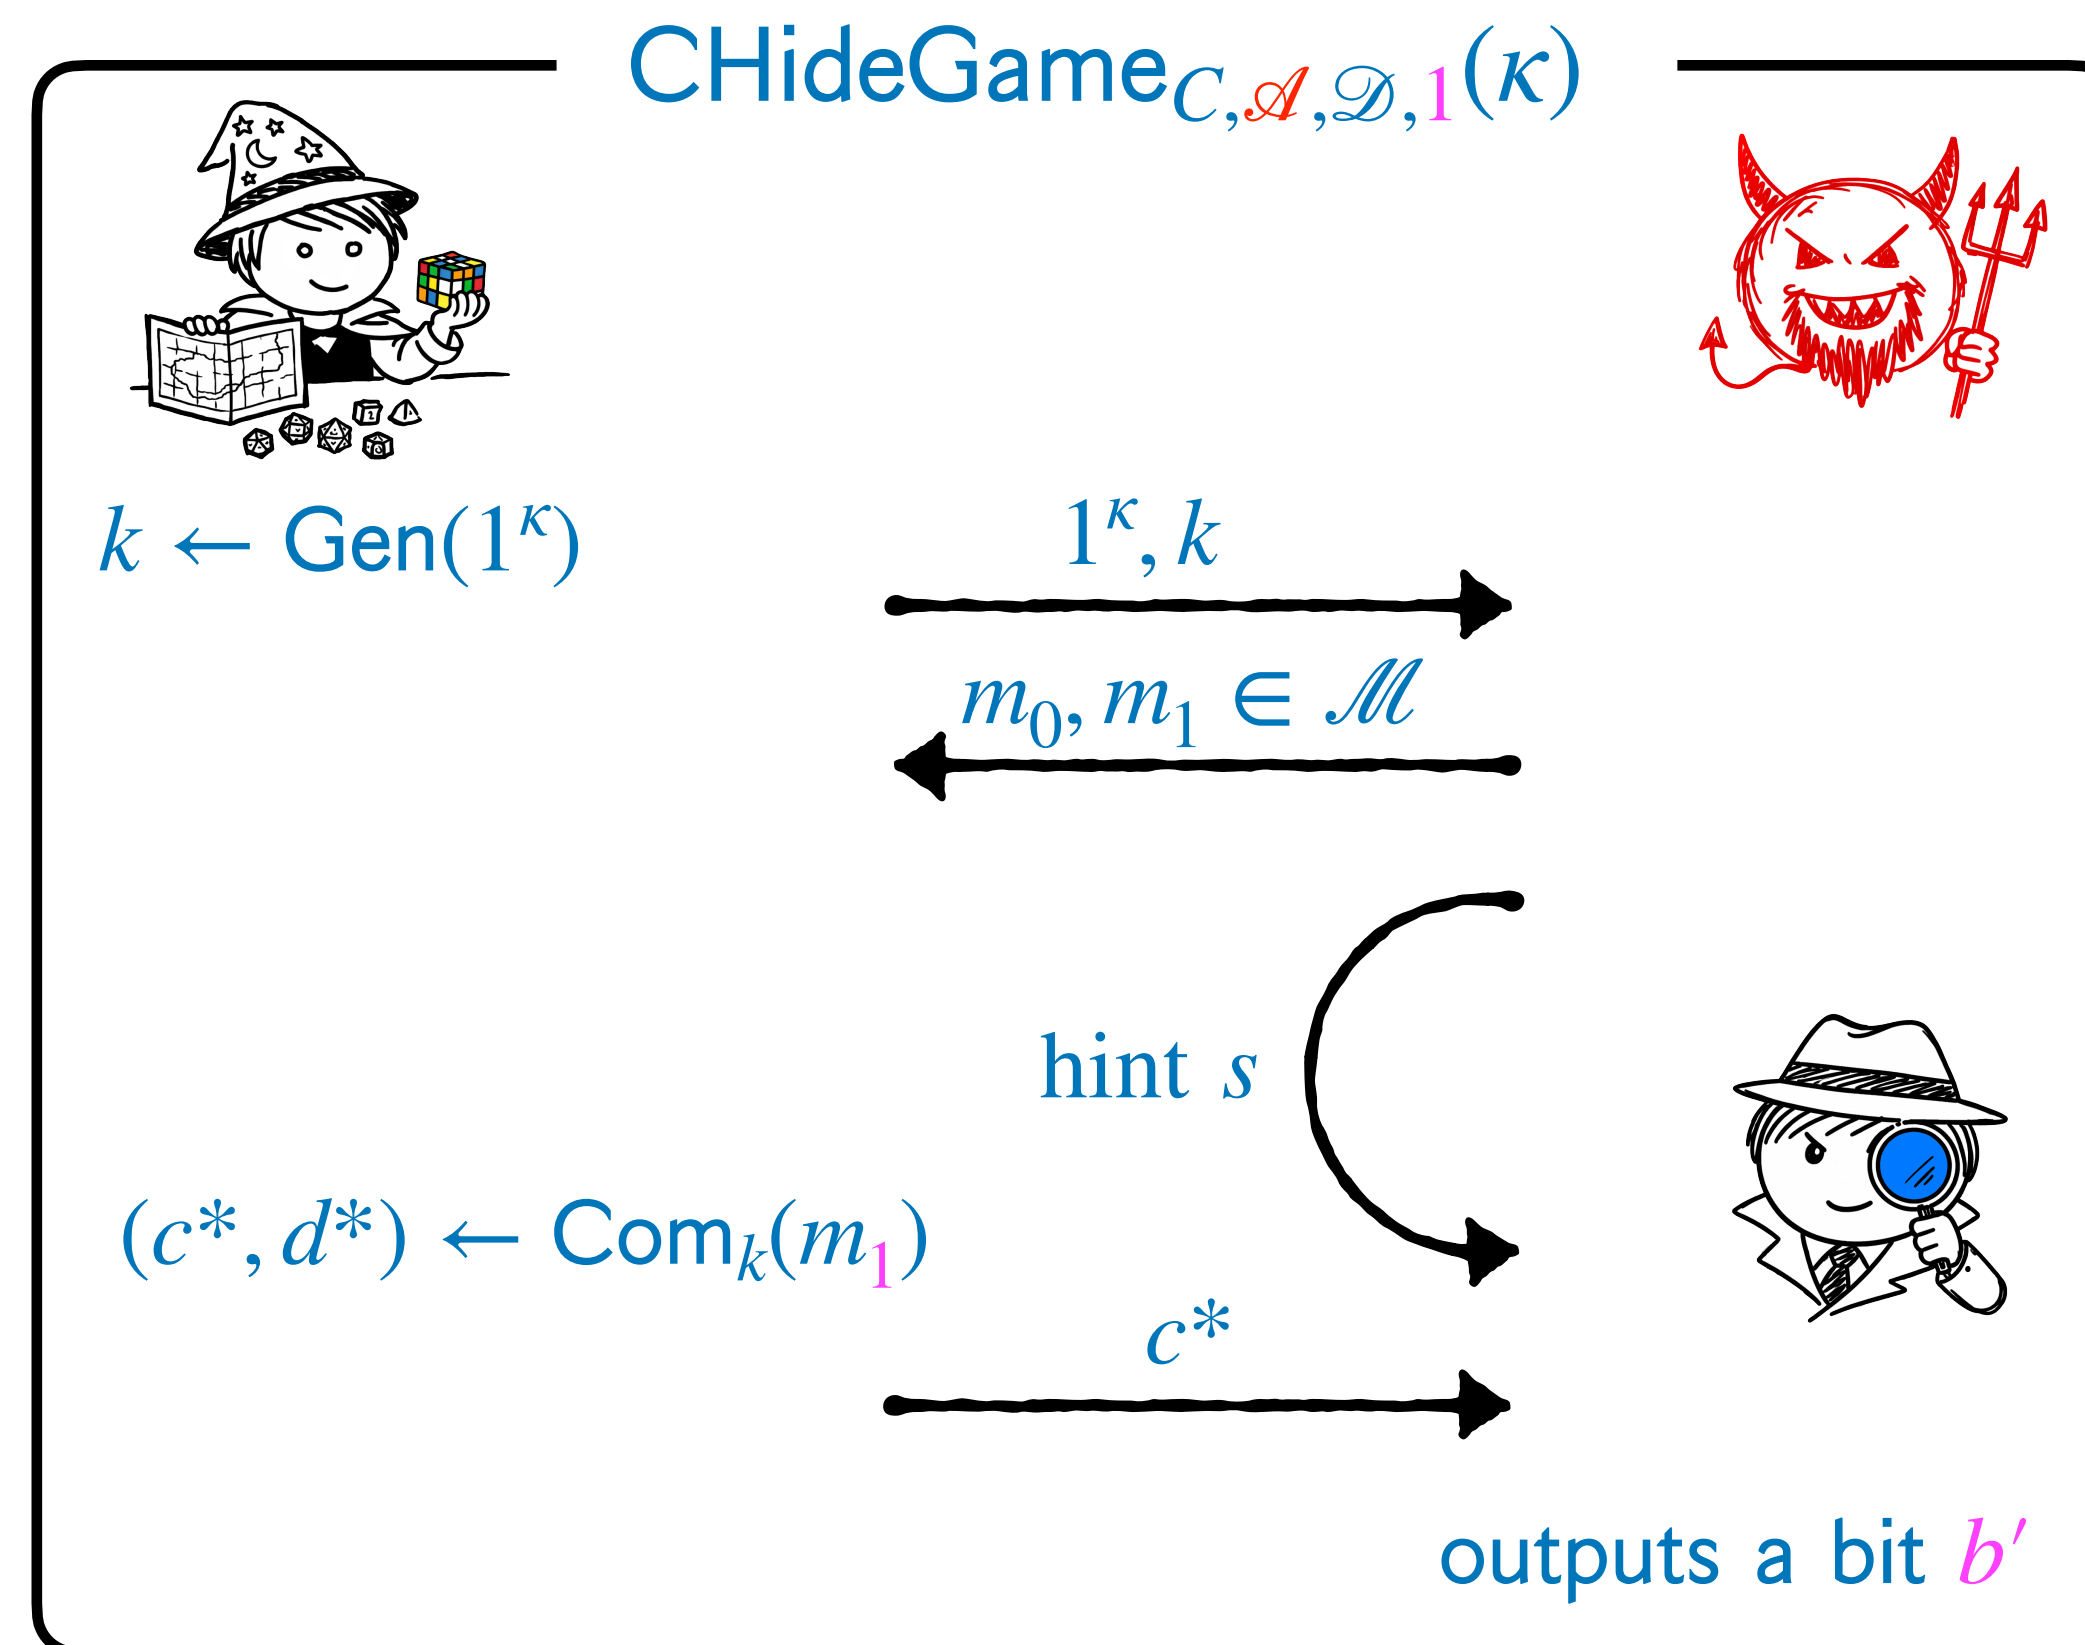 CHideGame_{C,𝒜,𝒟,1}(κ)
k ← Gen(1^κ)
1^κ, k
m_0, m_1 ∈ ℳ
hint s
(c*, d*) ← Com_k(m_1)
c*
outputs a bit b′